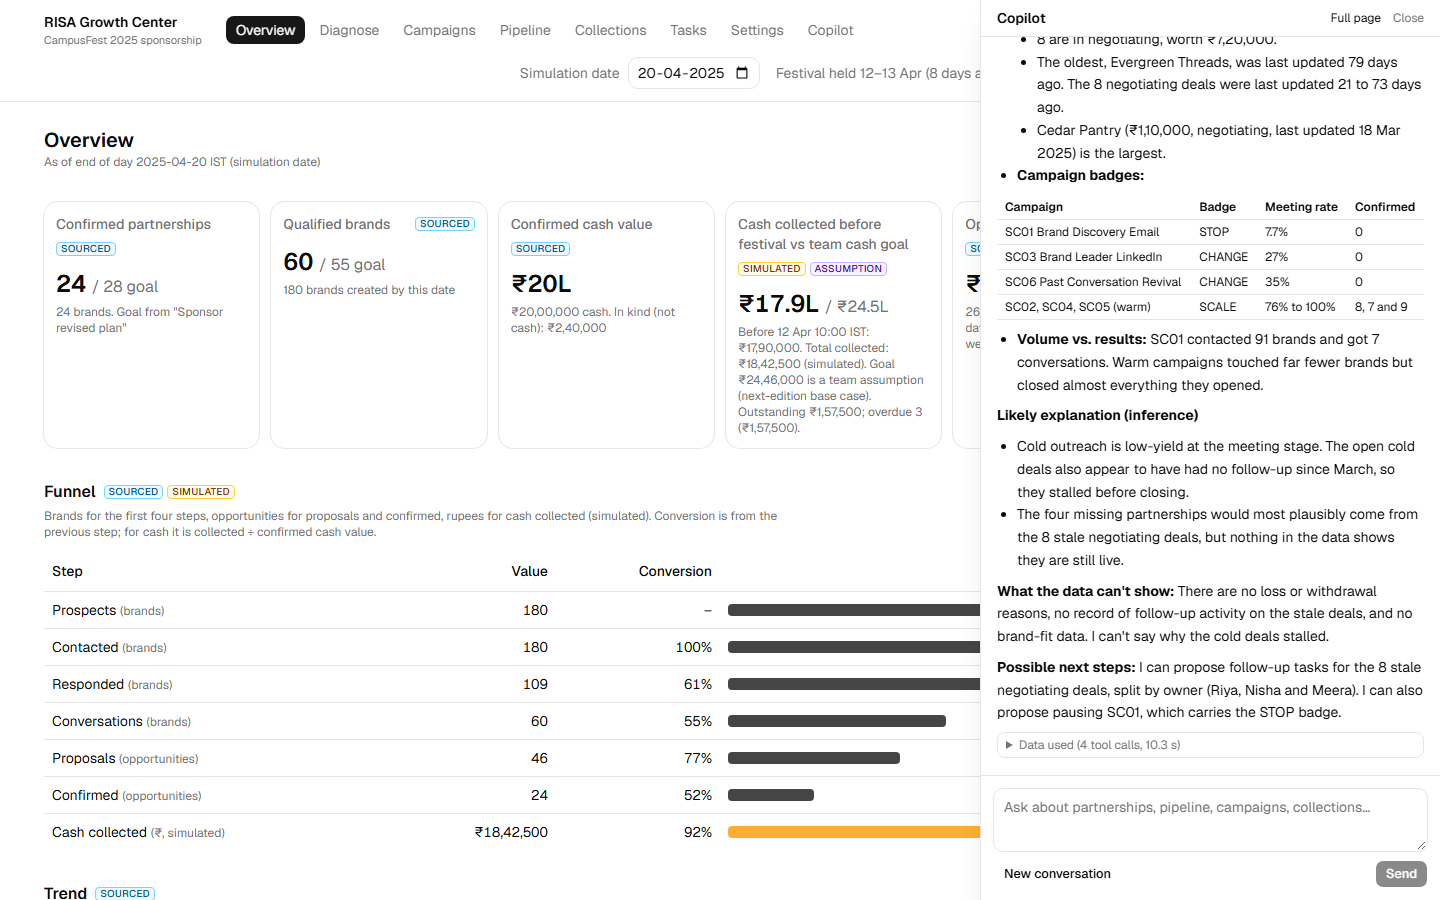 RISA Growth Center
CampusFest 2025 sponsorship
Overview Diagnose Campaigns Pipeline Collections Tasks Settings Copilot
Simulation date 20-04-2025 Festival held 12–13 Apr (8 days a
Overview
As of end of day 2025-04-20 IST (simulation date)
Confirmed partnerships
SOURCED
24 / 28 goal
24 brands. Goal from "Sponsor
revised plan"
Qualified brands SOURCED
60 / 55 goal
180 brands created by this date
Confirmed cash value
SOURCED
₹20L
₹20,00,000 cash. In kind (not
cash): ₹2,40,000
Cash collected before
festival vs team cash goal
SIMULATED ASSUMPTION
₹17.9L / ₹24.5L
Before 12 Apr 10:00 IST:
₹17,90,000. Total collected:
₹18,42,500 (simulated). Goal
₹24,46,000 is a team assumption
(next-edition base case).
Outstanding ₹1,57,500; overdue 3
(₹1,57,500).
Op
SC
₹
26
da
we
Funnel SOURCED SIMULATED
Brands for the first four steps, opportunities for proposals and confirmed, rupees for cash collected (simulated). Conversion is from the
previous step; for cash it is collected ÷ confirmed cash value.
Step Value Conversion
Prospects (brands) 180 –
Contacted (brands) 180 100%
Responded (brands) 109 61%
Conversations (brands) 60 55%
Proposals (opportunities) 46 77%
Confirmed (opportunities) 24 52%
Cash collected (₹, simulated) ₹18,42,500 92%
Trend SOURCED
Copilot Full page Close
8 are in negotiating, worth ₹7,20,000.
The oldest, Evergreen Threads, was last updated 79 days
ago. The 8 negotiating deals were last updated 21 to 73 days
ago.
Cedar Pantry (₹1,10,000, negotiating, last updated 18 Mar
2025) is the largest.
Campaign badges:
Campaign Badge Meeting rate Confirmed
SC01 Brand Discovery Email STOP 7.7% 0
SC03 Brand Leader LinkedIn CHANGE 27% 0
SC06 Past Conversation Revival CHANGE 35% 0
SC02, SC04, SC05 (warm) SCALE 76% to 100% 8, 7 and 9
Volume vs. results: SC01 contacted 91 brands and got 7
conversations. Warm campaigns touched far fewer brands but
closed almost everything they opened.
Likely explanation (inference)
Cold outreach is low-yield at the meeting stage. The open cold
deals also appear to have had no follow-up since March, so
they stalled before closing.
The four missing partnerships would most plausibly come from
the 8 stale negotiating deals, but nothing in the data shows
they are still live.
What the data can't show: There are no loss or withdrawal
reasons, no record of follow-up activity on the stale deals, and no
brand-fit data. I can't say why the cold deals stalled.
Possible next steps: I can propose follow-up tasks for the 8 stale
negotiating deals, split by owner (Riya, Nisha and Meera). I can also
propose pausing SC01, which carries the STOP badge.
Data used (4 tool calls, 10.3 s)
Ask about partnerships, pipeline, campaigns, collections…
New conversation Send